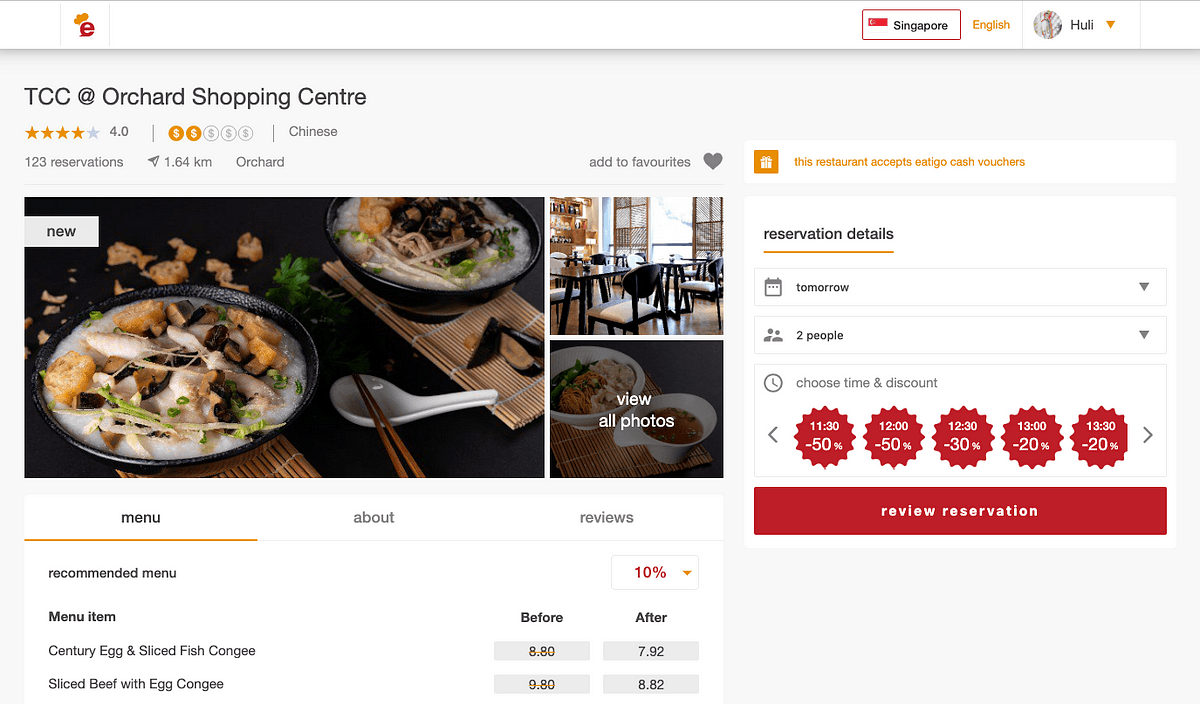 e
Singapore
English
Huli
TCC @ Orchard Shopping Centre
4.0
$ $ $ $ $
Chinese
123 reservations
1.64 km
Orchard
add to favourites
this restaurant accepts eatigo cash vouchers
new
view
all photos
reservation details
tomorrow
2 people
choose time & discount
11:30 12:00 12:30 13:00 13:30
-50% -50% -30% -20% -20%
review reservation
menu about reviews
recommended menu 10%
Menu item Before After
Century Egg & Sliced Fish Congee 8.80 7.92
Sliced Beef with Egg Congee 9.80 8.82